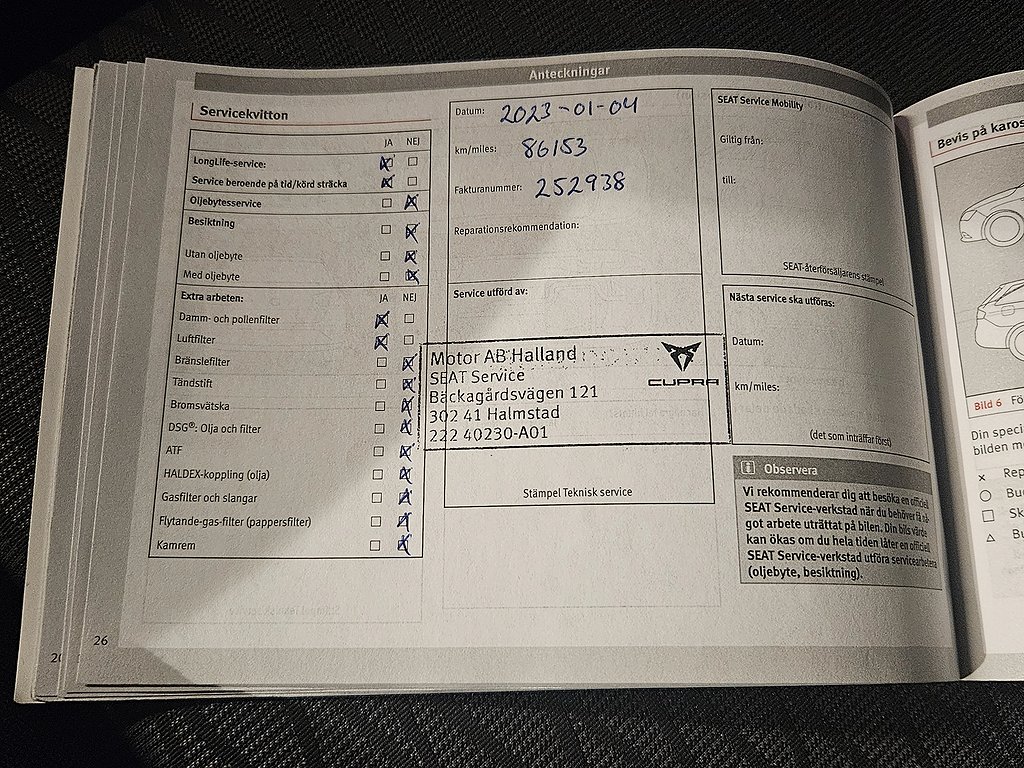 Anteckningar
Servicekvitton
JA NEJ
LongLife-service:
Service beroende på tid/körd sträcka
Oljebytesservice
Besiktning
Utan oljebyte
Med oljebyte
Extra arbeten: JA NEJ
Damm- och pollenfilter
Luftfilter
Bränslefilter
Tändstift
Bromsvätska
DSG®: Olja och filter
ATF
HALDEX-koppling (olja)
Gasfilter och slangar
Flytande-gas-filter (pappersfilter)
Kamrem
26
Datum: 2023-01-04
km/miles: 86153
Fakturanummer: 252938
Reparationsrekommendation:
Service utförd av:
Motor AB Halland
SEAT Service
CUPRA
Bäckagårdsvägen 121
302 41 Halmstad
222 40230-A01
Stämpel Teknisk service
SEAT Service Mobility
Giltig från:
till:
SEAT-återförsäljarens stämpel
Nästa service ska utföras:
Datum:
km/miles:
(det som inträffar först)
i Observera
Vi rekommenderar dig att besöka en officiell
SEAT Service-verkstad när du behöver få nå-
got arbete uträttat på bilen. Din bils värde
kan ökas om du hela tiden låter en officiell
SEAT Service-verkstad utföra servicearbetena
(oljebyte, besiktning).
Bevis på karos
Bild 6 Fö
Din speci
bilden m
Rep
Bu
Sk
Bu